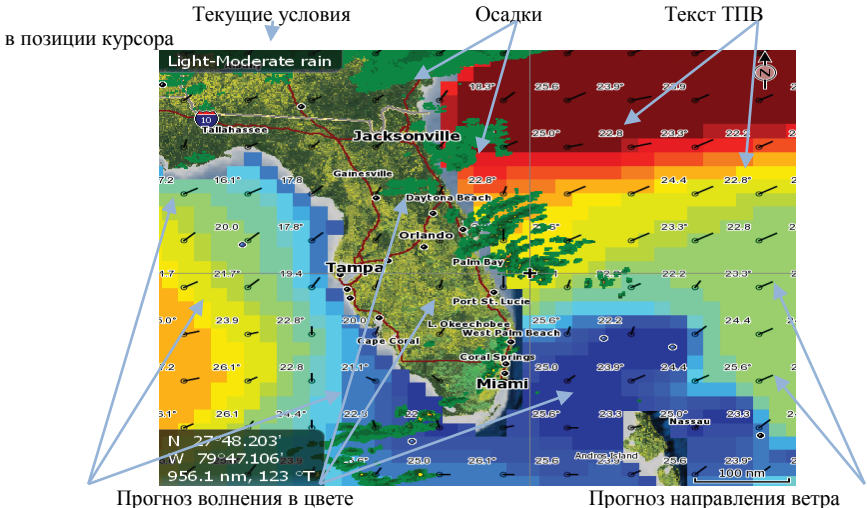 Текущие условия
в позиции курсора
Осадки
Текст ТПВ
Light-Moderate rain
N
18.3° 25.6 23.9° 23.9
10
Tallahassee
Jacksonville
25.0° 22.8 23.3° 22.2
Gainesville
17.2 16.1° 17.8 22.8° 24.4 22.8°
Daytona Beach
20.0 17.8° 23.3° 22.8
Orlando
Tampa
Palm Bay
21.7° 19.4 22.2 23.3°
Port St. Lucie
23.9 22.8° 20.0 25.6° 22.2 24.4
L. Okeechobee
West Palm Beach
Cape Coral
Coral Springs
26.1° 22.8 21.1° 25.0 23.9° 24.4 25.6°
Miami
26.1 24.4° 22.8 25.6° 23.3 25.0° 23.3
Nassau
N 27°48.203'
W 79°47.106'
956.1 nm, 123 °T
25.0 26.1° 25.6 23.3° 25.6 23.9°
Andros Island
100 nm
Прогноз волнения в цвете
Прогноз направления ветра